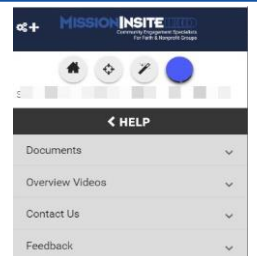 MISSIONINSITE
Community Engagement Specialists
For Faith & Nonprofit Groups
HELP
Documents
Overview Videos
Contact Us
Feedback